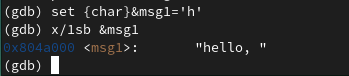 (gdb) set {char}&msg1='h'
(gdb) x/1sb &msg1
0x804a000 <msg1>:       "hello, "
(gdb)